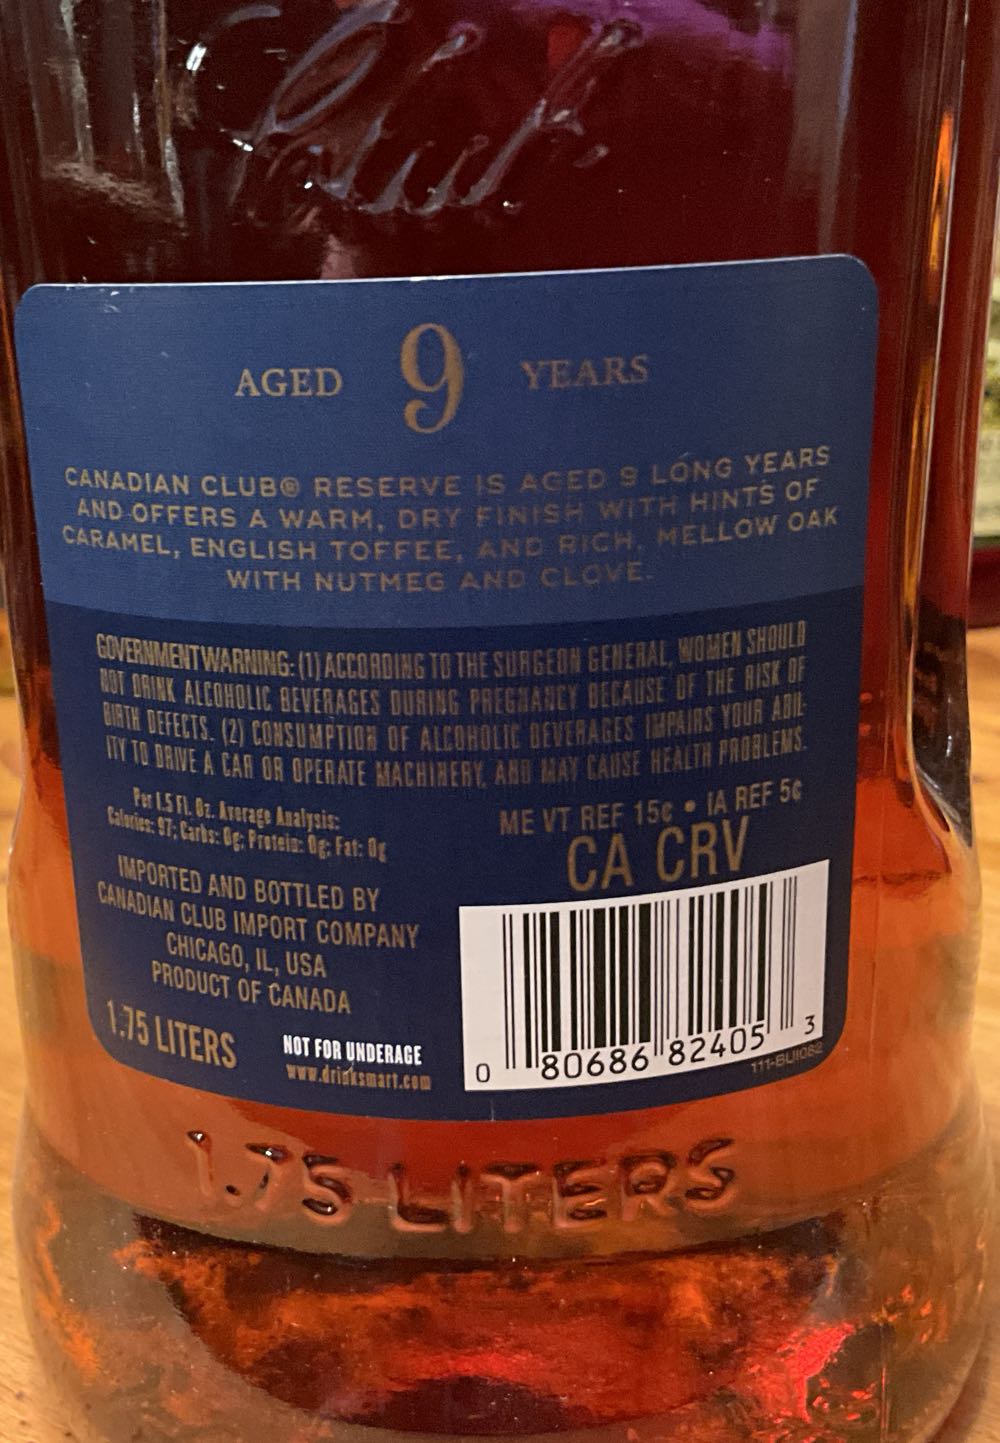 Club.
AGED 9 YEARS
CANADIAN CLUB® RESERVE IS AGED 9 LONG YEARS
AND OFFERS A WARM, DRY FINISH WITH HINTS OF
CARAMEL, ENGLISH TOFFEE, AND RICH, MELLOW OAK
WITH NUTMEG AND CLOVE.
GOVERNMENT WARNING: (1) ACCORDING TO THE SURGEON GENERAL, WOMEN SHOULD
NOT DRINK ALCOHOLIC BEVERAGES DURING PREGNANCY BECAUSE OF THE RISK OF
BIRTH DEFECTS. (2) CONSUMPTION OF ALCOHOLIC BEVERAGES IMPAIRS YOUR ABIL-
ITY TO DRIVE A CAR OR OPERATE MACHINERY, AND MAY CAUSE HEALTH PROBLEMS.
Per 1.5 Fl. Oz. Average Analysis:
Calories: 97; Carbs: 0g; Protein: 0g; Fat: 0g
IMPORTED AND BOTTLED BY
CANADIAN CLUB IMPORT COMPANY
CHICAGO, IL, USA
PRODUCT OF CANADA
1.75 LITERS
NOT FOR UNDERAGE
www.drinksmart.com
ME VT REF 15¢ • IA REF 5¢
CA CRV
0 80686 82405 3
111-BUI082
1.75 LITERS